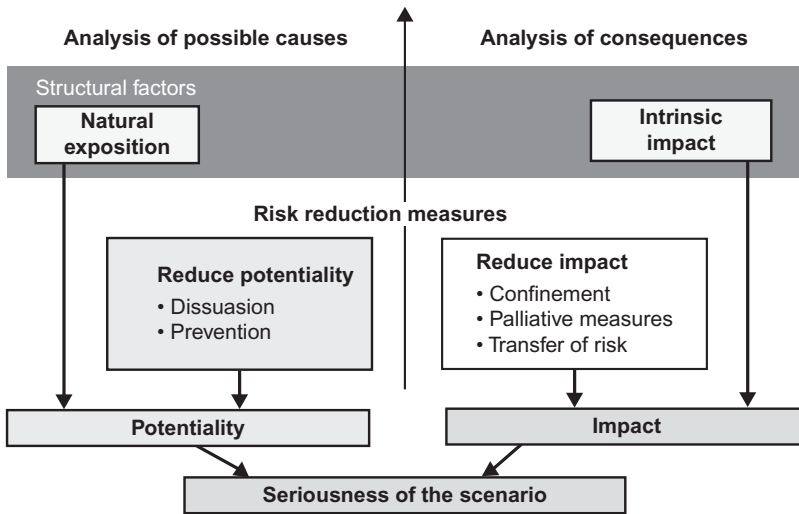 Analysis of possible causes
Analysis of consequences
Structural factors
Natural
exposition
Intrinsic
impact
Risk reduction measures
Reduce potentiality
• Dissuasion
• Prevention
Reduce impact
• Confinement
• Palliative measures
• Transfer of risk
Potentiality
Impact
Seriousness of the scenario